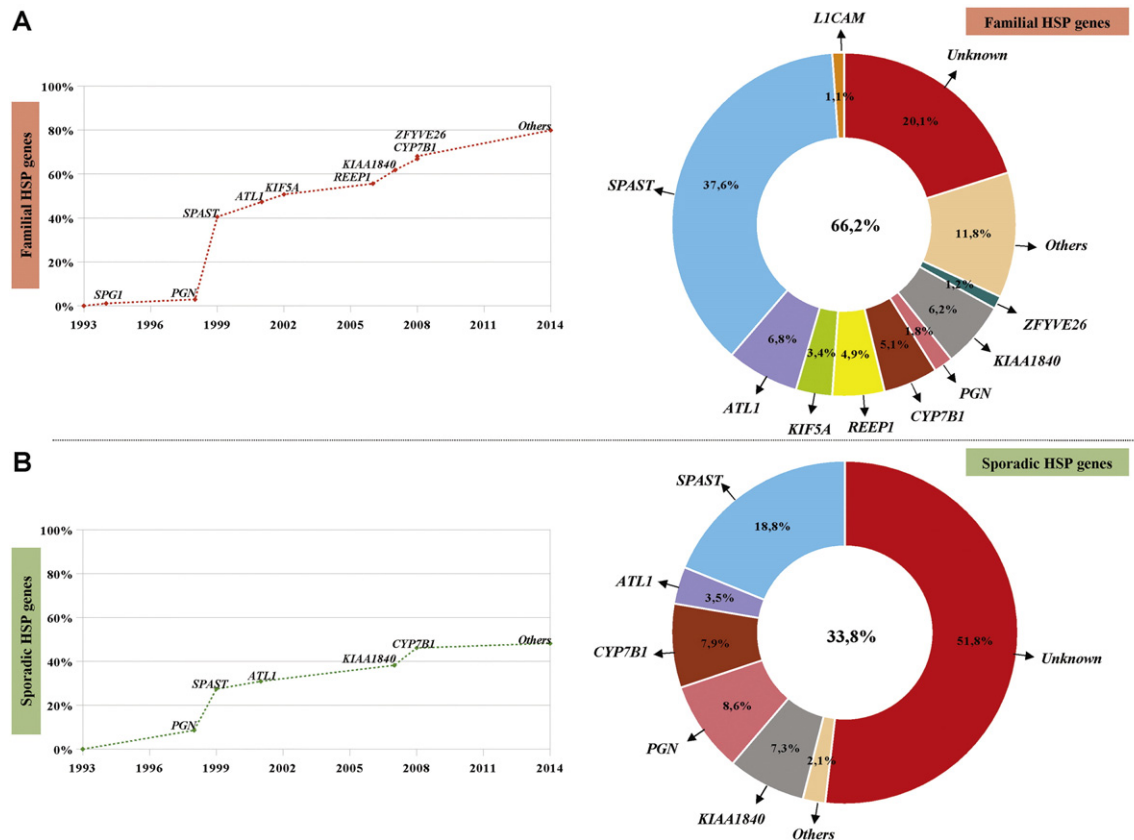 A
Familial HSP genes
100%
80%
60%
40%
20%
0%
SPG1
PGN
SPAST
ATL1
KIF5A
REEP1
KIAA1840
ZFYVE26
CYP7B1
Others
1993
1996
1999
2002
2005
2008
2011
2014
Familial HSP genes
L1CAM
1,1%
Unknown
20,1%
Others
11,8%
ZFYVE26
1,2%
KIAA1840
6,2%
PGN
1,8%
CYP7B1
5,1%
REEP1
4,9%
KIF5A
3,4%
ATL1
6,8%
SPAST
37,6%
66,2%
B
Sporadic HSP genes
100%
80%
60%
40%
20%
0%
PGN
SPAST
ATL1
KIAA1840
CYP7B1
Others
1993
1996
1999
2002
2005
2008
2011
2014
Sporadic HSP genes
SPAST
18,8%
ATL1
3,5%
CYP7B1
7,9%
PGN
8,6%
KIAA1840
7,3%
Others
2,1%
Unknown
51,8%
33,8%